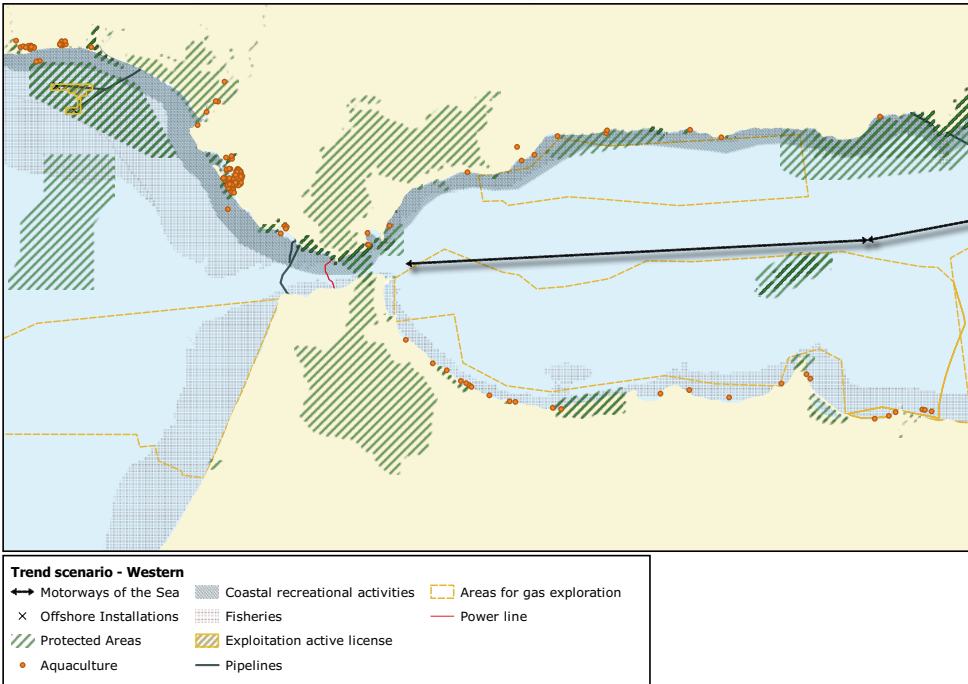 Trend scenario - Western
Motorways of the Sea
Coastal recreational activities
Areas for gas exploration
Offshore Installations
Fisheries
Power line
Protected Areas
Exploitation active license
Aquaculture
Pipelines